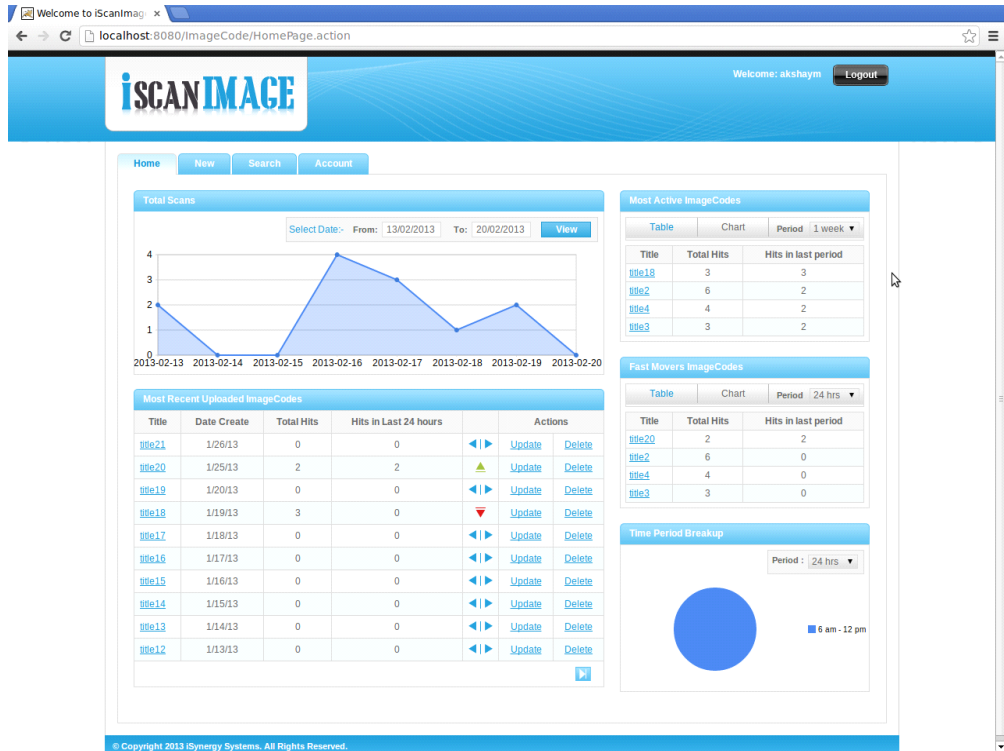 Welcome to iScanImag
localhost:8080/ImageCode/HomePage.action
iSCANIMAGE
Welcome: akshaym Logout
Home New Search Account
Total Scans
Select Date:- From: 13/02/2013 To: 20/02/2013 View
4
3
2
1
0
2013-02-13 2013-02-14 2013-02-15 2013-02-16 2013-02-17 2013-02-18 2013-02-19 2013-02-20
Most Recent Uploaded ImageCodes
Title Date Create Total Hits Hits in Last 24 hours Actions
title21 1/26/13 0 0 Update Delete
title20 1/25/13 2 2 Update Delete
title19 1/20/13 0 0 Update Delete
title18 1/19/13 3 0 Update Delete
title17 1/18/13 0 0 Update Delete
title16 1/17/13 0 0 Update Delete
title15 1/16/13 0 0 Update Delete
title14 1/15/13 0 0 Update Delete
title13 1/14/13 0 0 Update Delete
title12 1/13/13 0 0 Update Delete
Most Active ImageCodes
Table Chart Period 1 week
Title Total Hits Hits in last period
title18 3 3
title2 6 2
title4 4 2
title3 3 2
Fast Movers ImageCodes
Table Chart Period 24 hrs
Title Total Hits Hits in last period
title20 2 2
title2 6 0
title4 4 0
title3 3 0
Time Period Breakup
Period : 24 hrs
6 am - 12 pm
© Copyright 2013 iSynergy Systems. All Rights Reserved.